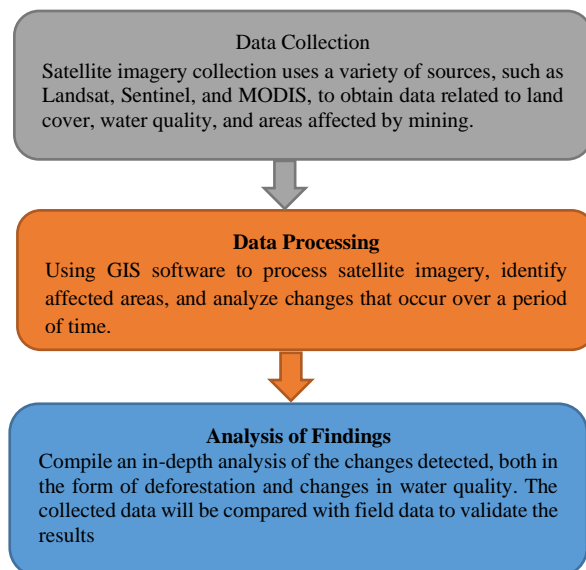 Data Collection
Satellite imagery collection uses a variety of sources, such as
Landsat, Sentinel, and MODIS, to obtain data related to land
cover, water quality, and areas affected by mining.
Data Processing
Using GIS software to process satellite imagery, identify
affected areas, and analyze changes that occur over a period
of time.
Analysis of Findings
Compile an in-depth analysis of the changes detected, both in
the form of deforestation and changes in water quality. The
collected data will be compared with field data to validate the
results